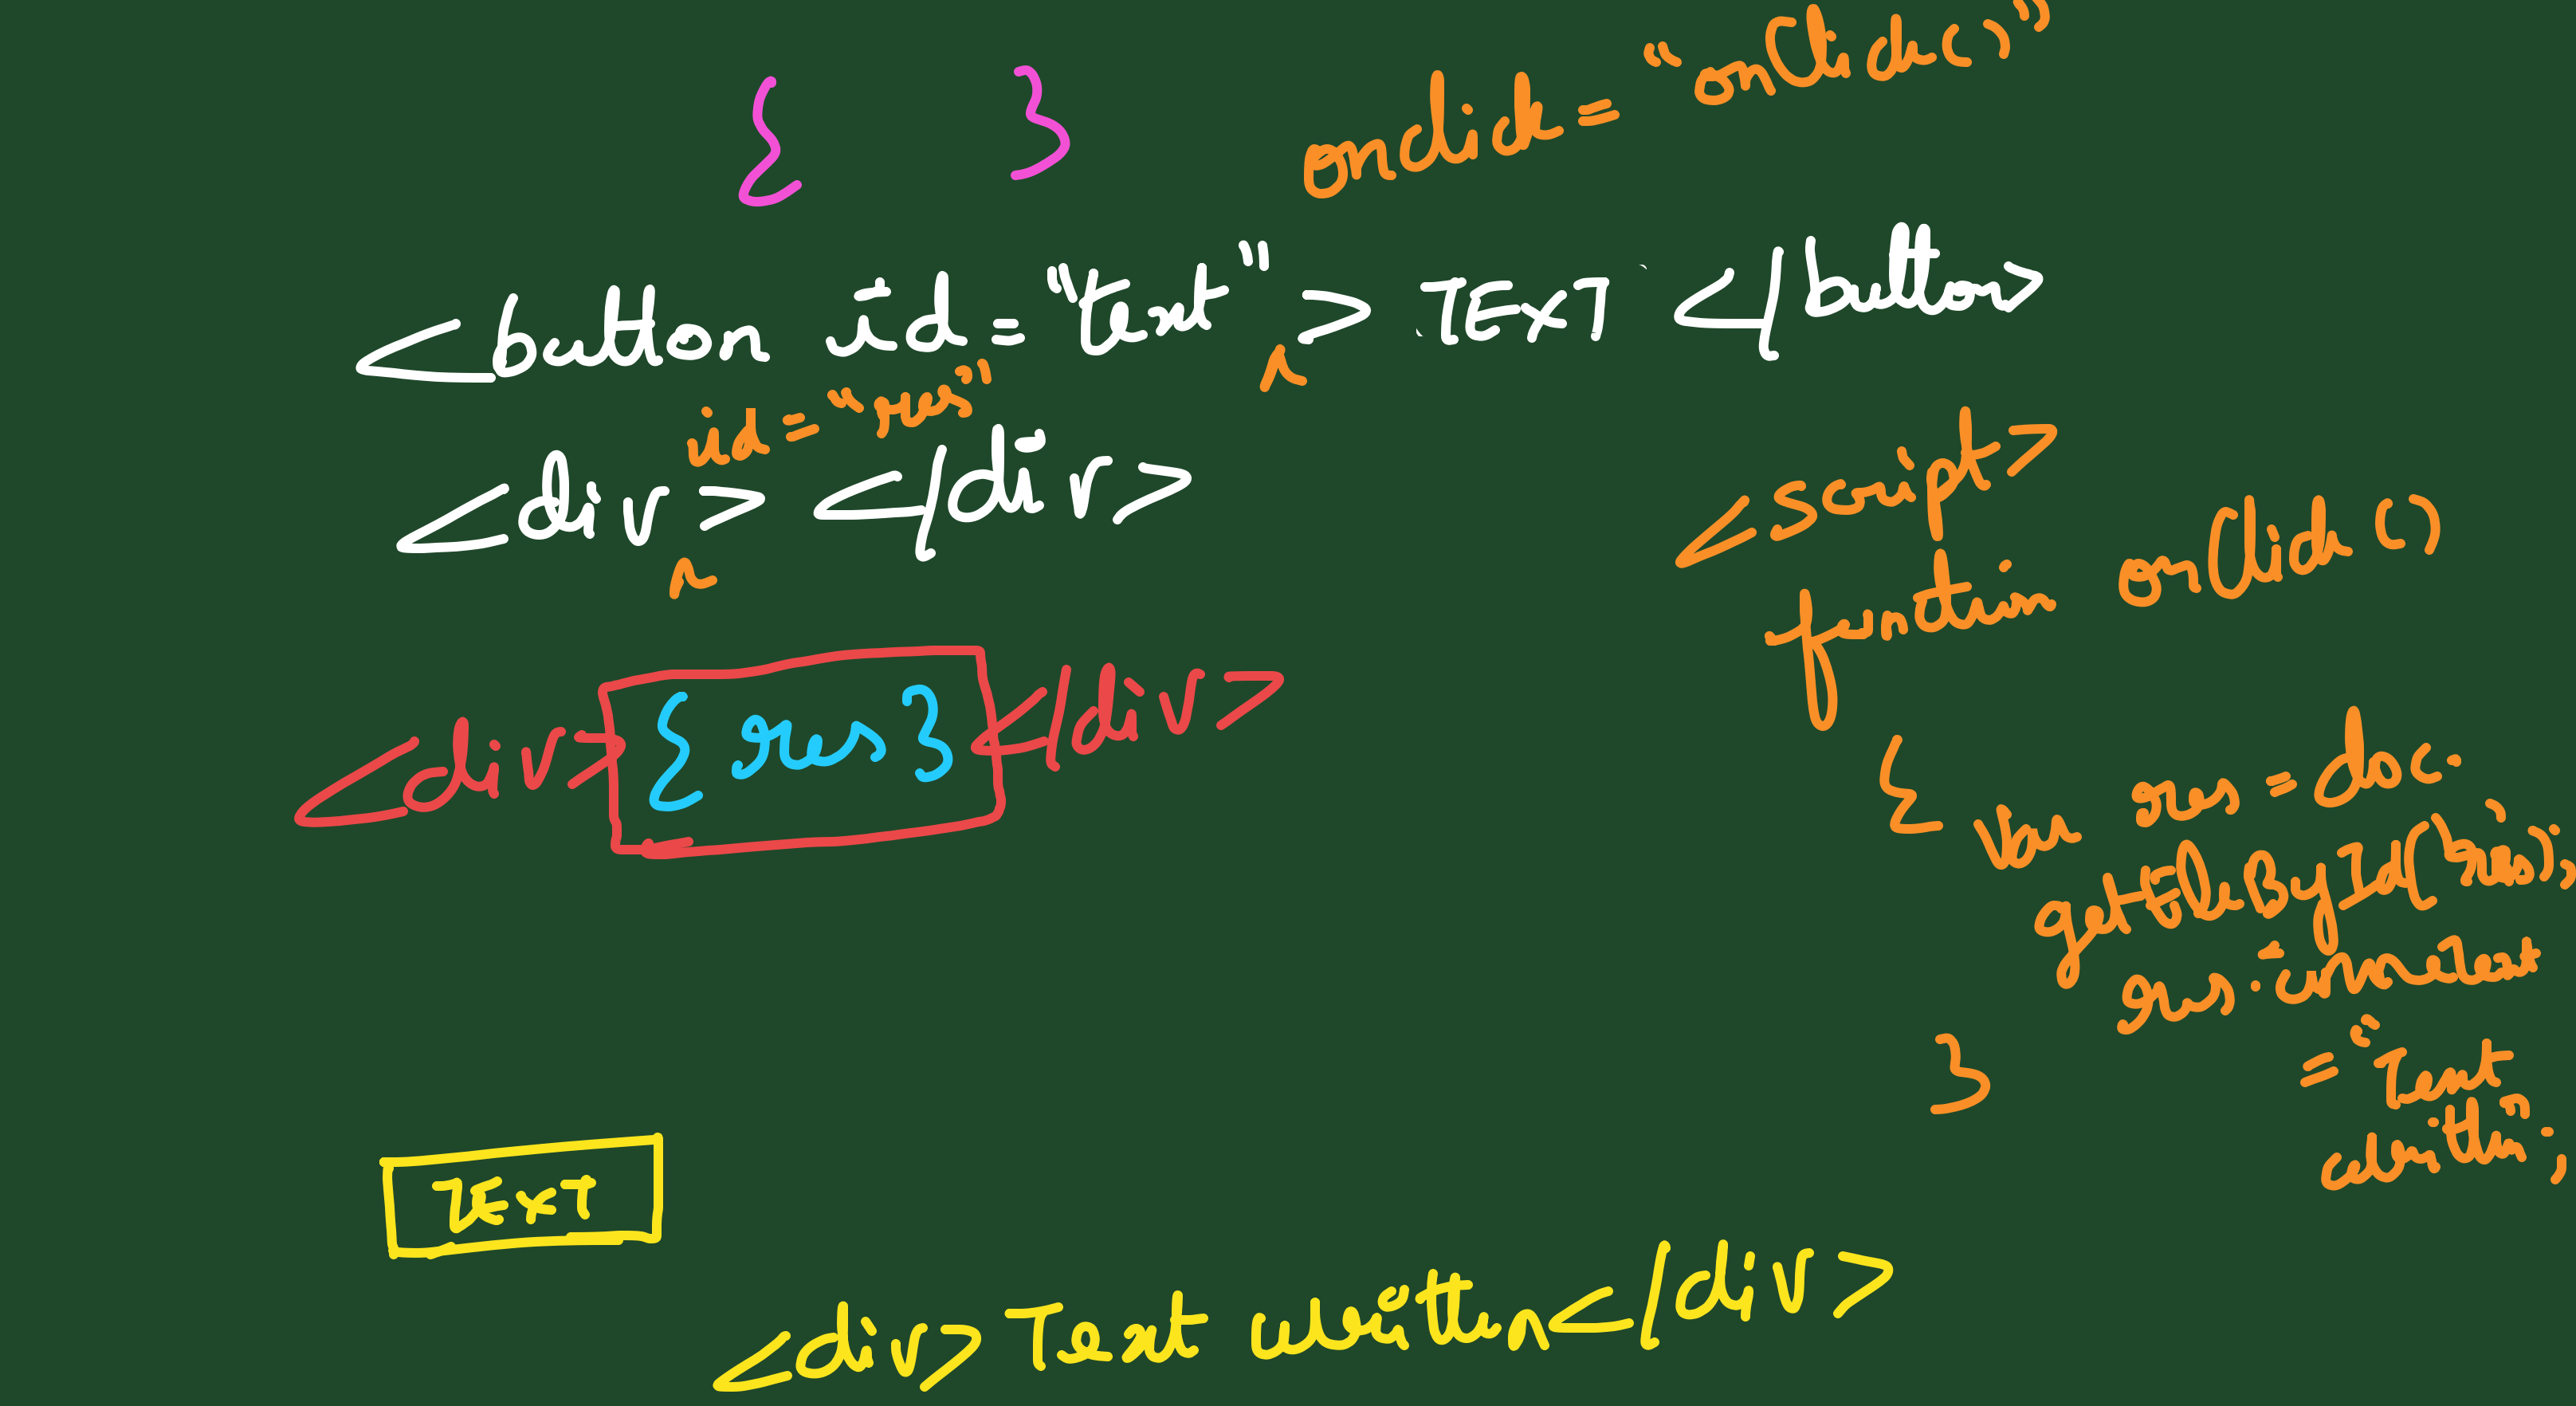 { }
onclick = "onClick()"
<button id="text"> TEXT </button>
id="res"
<div> </div>
<script>
function onClick()
<div>{ res }</div>
{ var res = doc.
getEleById('res');
res.innerText
= "Text
written";
}
TEXT
<div>Text written</div>